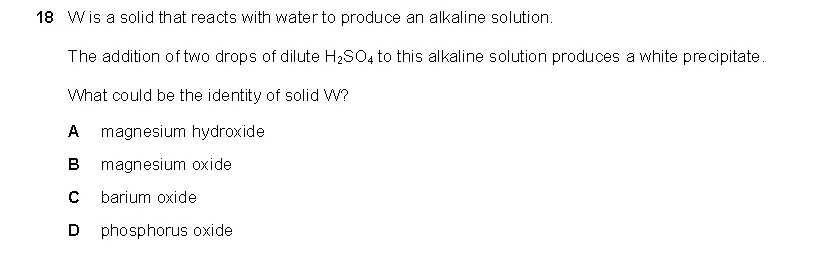 18 W is a solid that reacts with water to produce an alkaline solution.
The addition of two drops of dilute H₂SO₄ to this alkaline solution produces a white precipitate.
What could be the identity of solid W?
A magnesium hydroxide
B magnesium oxide
C barium oxide
D phosphorus oxide